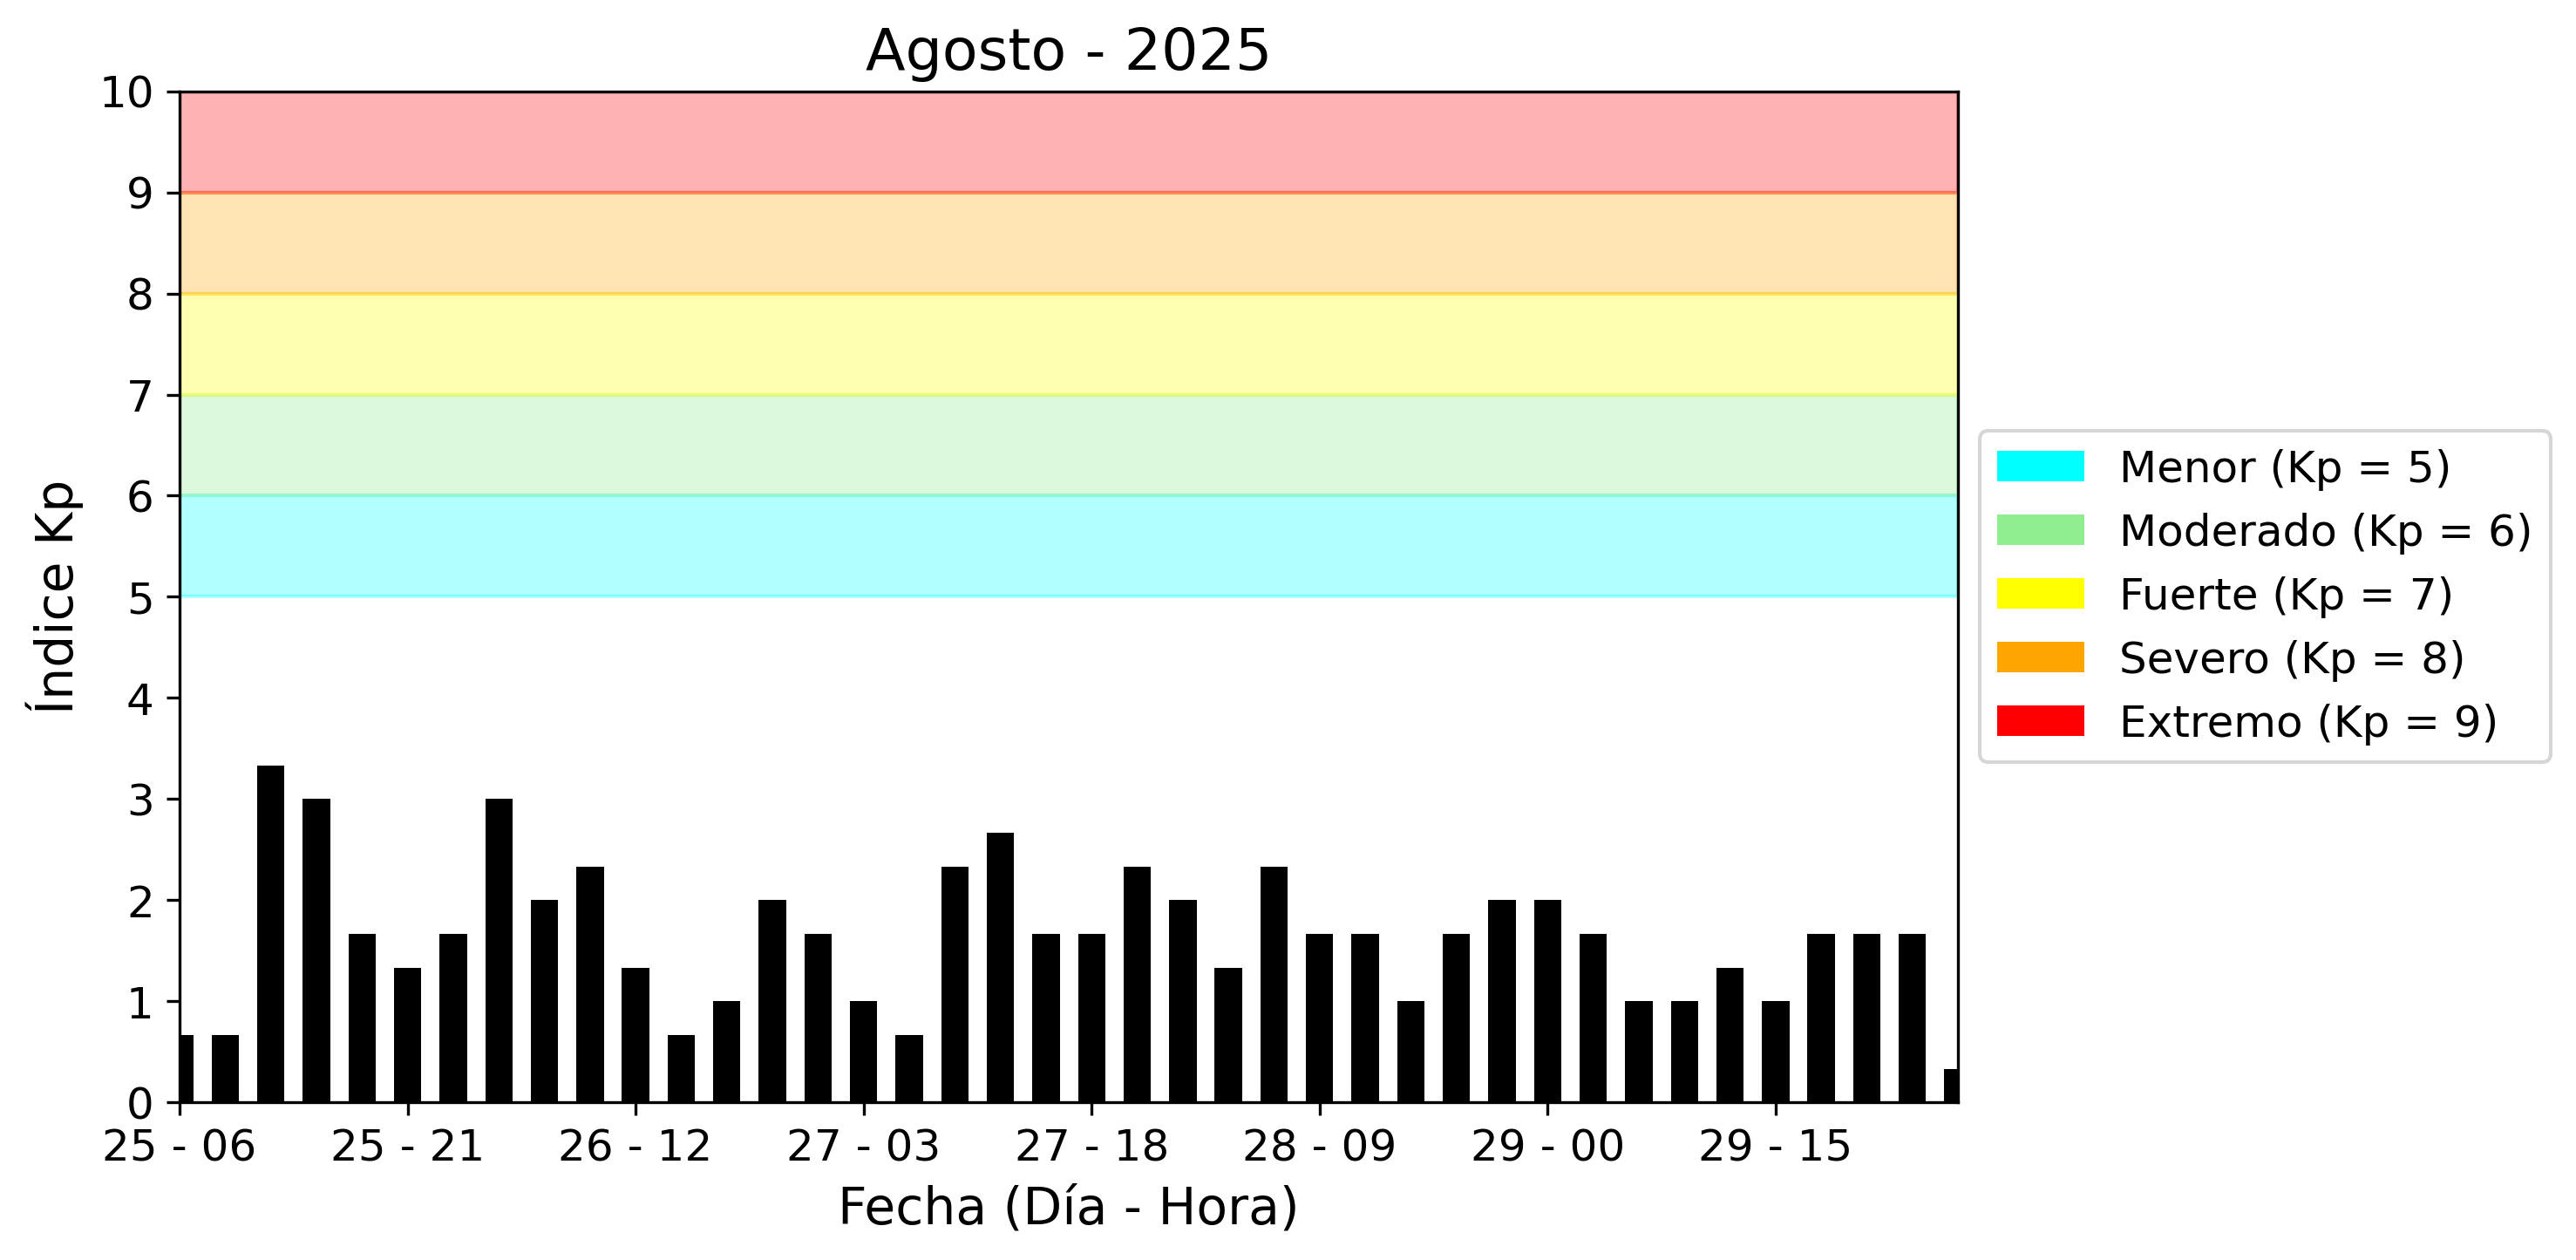 Agosto - 2025
10
9
8
7
6
5
4
3
2
1
0
Índice Kp
25 - 06
25 - 21
26 - 12
27 - 03
27 - 18
28 - 09
29 - 00
29 - 15
Fecha (Día - Hora)
Menor (Kp = 5)
Moderado (Kp = 6)
Fuerte (Kp = 7)
Severo (Kp = 8)
Extremo (Kp = 9)